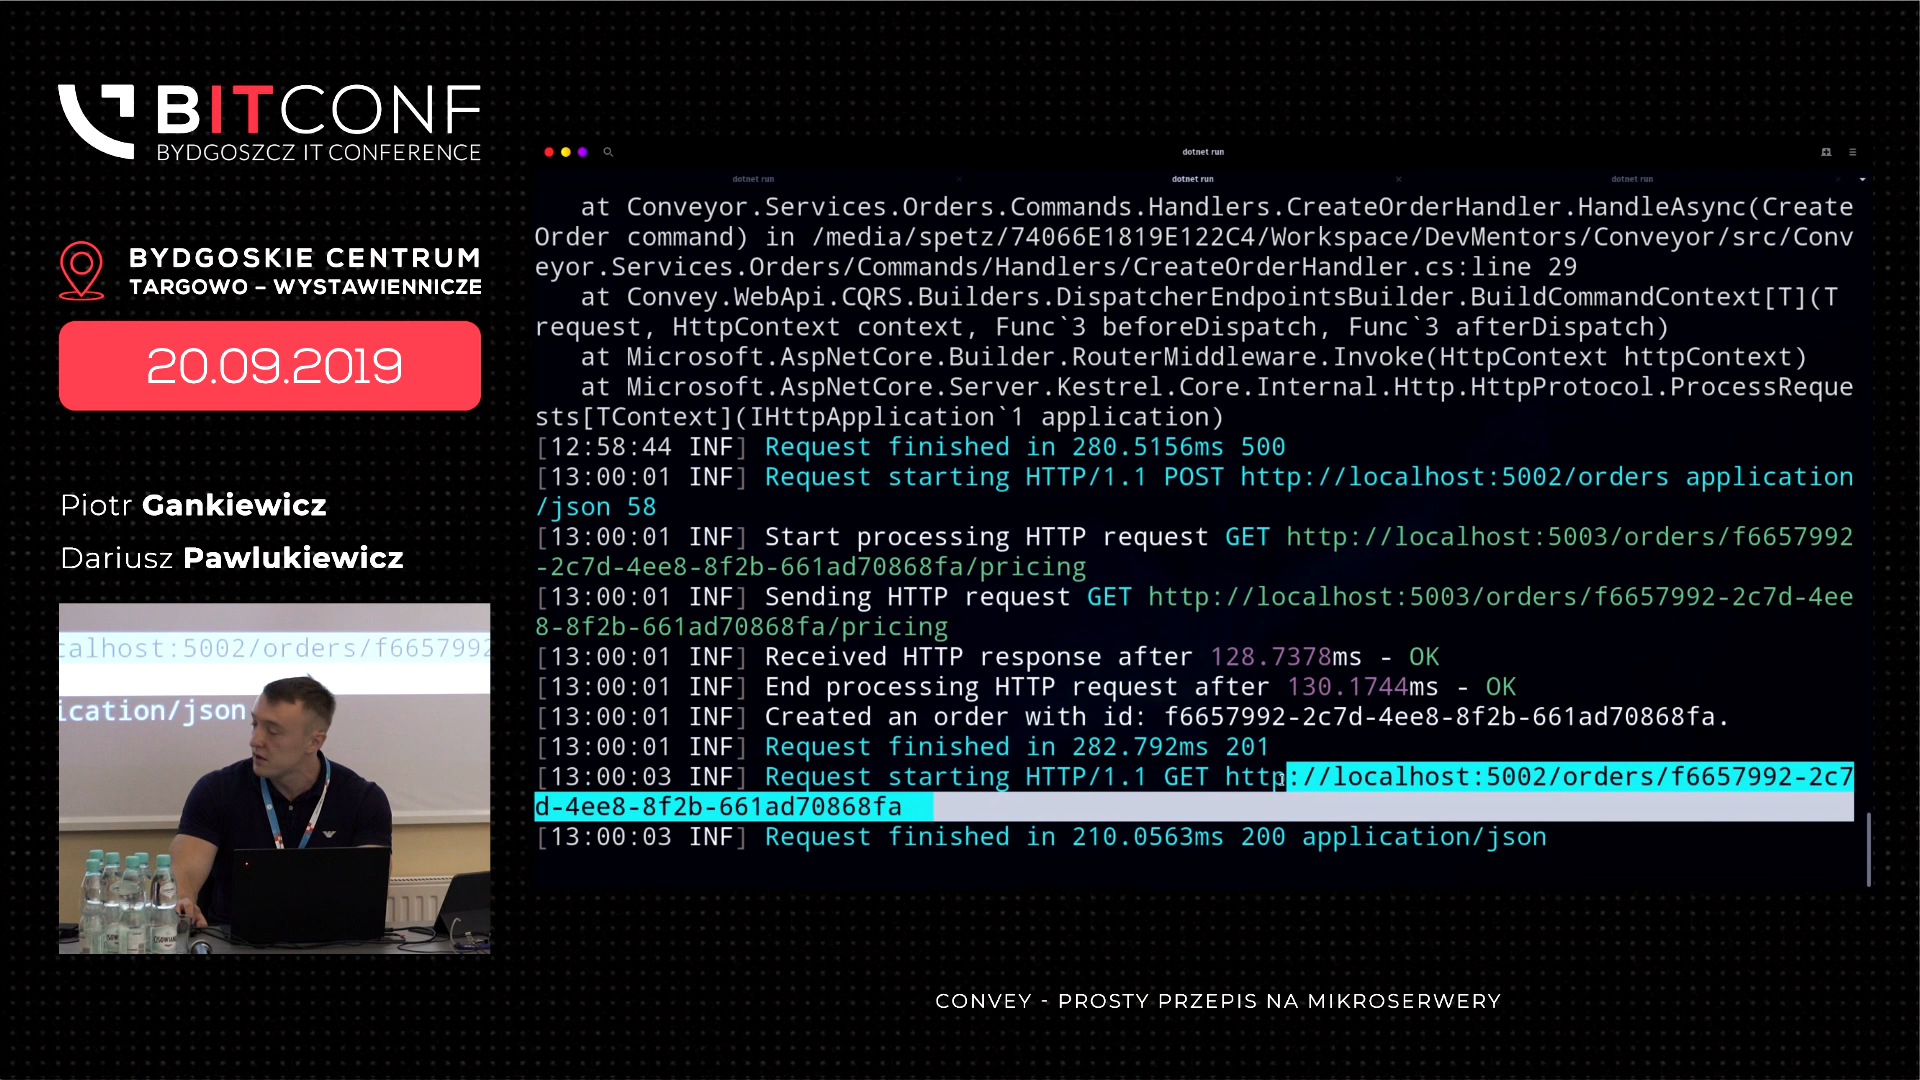 BITCONF
BYDGOSZCZ IT CONFERENCE
BYDGOSKIE CENTRUM
TARGOWO – WYSTAWIENNICZE
20.09.2019
Piotr Gankiewicz
Dariusz Pawlukiewicz
calhost:5002/orders/f6657992
ication/json
dotnet run
dotnet run
dotnet run
dotnet run
at Conveyor.Services.Orders.Commands.Handlers.CreateOrderHandler.HandleAsync(Create
Order command) in /media/spetz/74066E1819E122C4/Workspace/DevMentors/Conveyor/src/Conv
eyor.Services.Orders/Commands/Handlers/CreateOrderHandler.cs:line 29
at Convey.WebApi.CQRS.Builders.DispatcherEndpointsBuilder.BuildCommandContext[T](T
request, HttpContext context, Func`3 beforeDispatch, Func`3 afterDispatch)
at Microsoft.AspNetCore.Builder.RouterMiddleware.Invoke(HttpContext httpContext)
at Microsoft.AspNetCore.Server.Kestrel.Core.Internal.Http.HttpProtocol.ProcessReque
sts[TContext](IHttpApplication`1 application)
[12:58:44 INF] Request finished in 280.5156ms 500
[13:00:01 INF] Request starting HTTP/1.1 POST http://localhost:5002/orders application
/json 58
[13:00:01 INF] Start processing HTTP request GET http://localhost:5003/orders/f6657992
-2c7d-4ee8-8f2b-661ad70868fa/pricing
[13:00:01 INF] Sending HTTP request GET http://localhost:5003/orders/f6657992-2c7d-4ee
8-8f2b-661ad70868fa/pricing
[13:00:01 INF] Received HTTP response after 128.7378ms - OK
[13:00:01 INF] End processing HTTP request after 130.1744ms - OK
[13:00:01 INF] Created an order with id: f6657992-2c7d-4ee8-8f2b-661ad70868fa.
[13:00:01 INF] Request finished in 282.792ms 201
[13:00:03 INF] Request starting HTTP/1.1 GET http://localhost:5002/orders/f6657992-2c7
d-4ee8-8f2b-661ad70868fa
[13:00:03 INF] Request finished in 210.0563ms 200 application/json
CONVEY - PROSTY PRZEPIS NA MIKROSERWERY